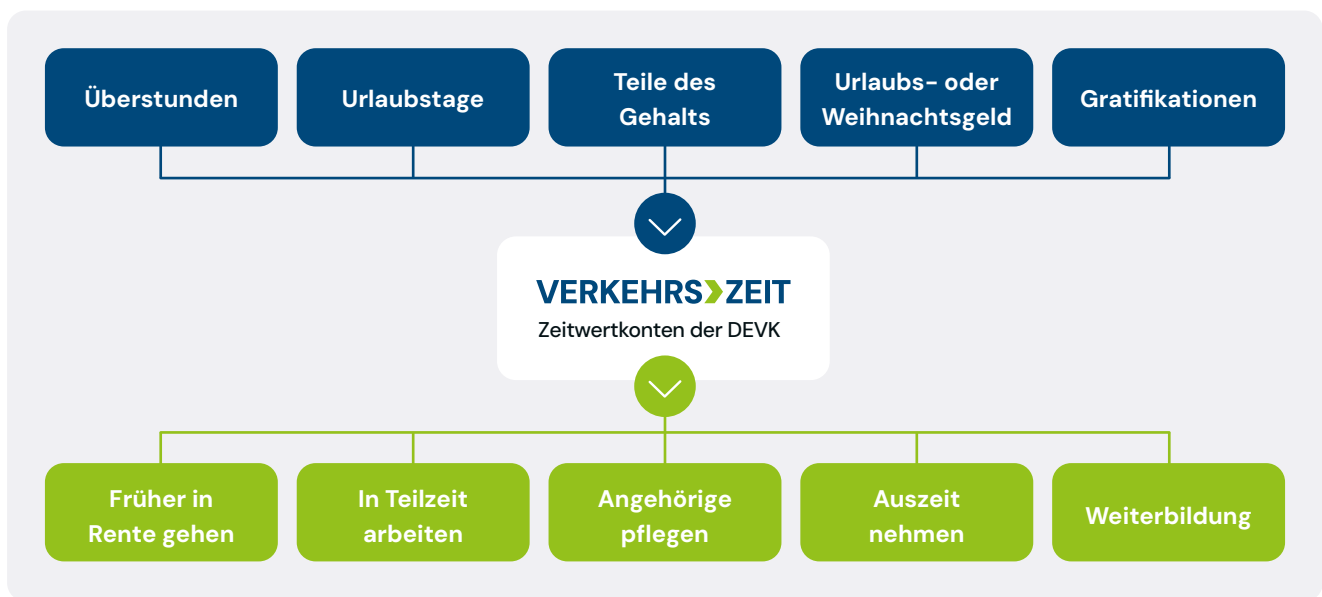 Überstunden
Urlaubstage
Teile des
Gehalts
Urlaubs- oder
Weihnachtsgeld
Gratifikationen
VERKEHRS ZEIT
Zeitwertkonten der DEVK
Früher in
Rente gehen
In Teilzeit
arbeiten
Angehörige
pflegen
Auszeit
nehmen
Weiterbildung